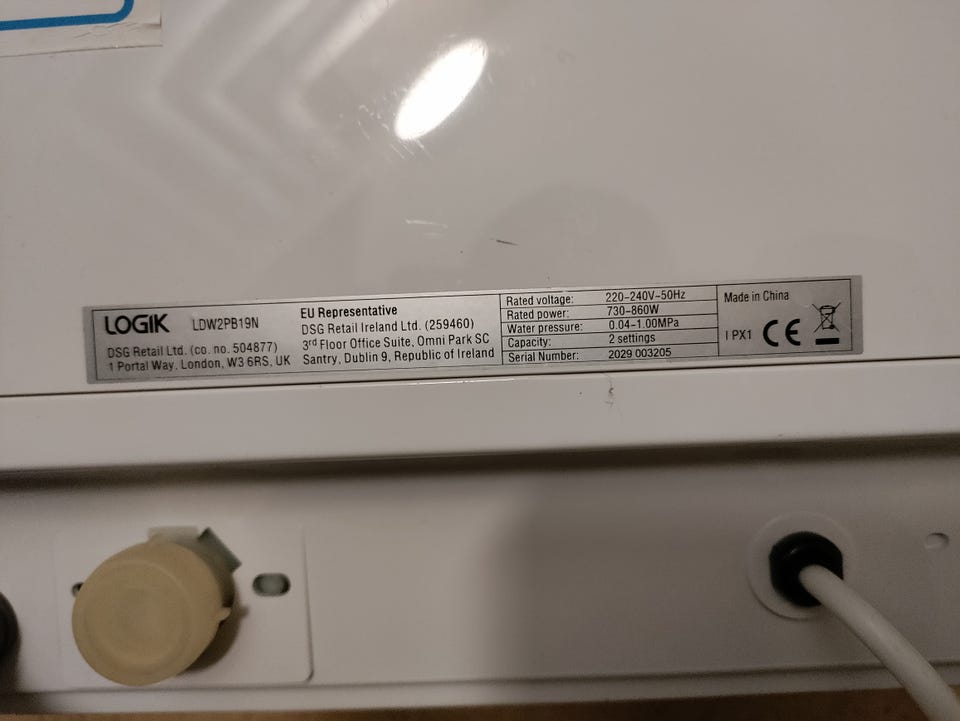 LOGIK LDW2PB19N
DSG Retail Ltd. (co. no. 504877)
1 Portal Way, London, W3 6RS, UK
EU Representative
DSG Retail Ireland Ltd. (259460)
3rd Floor Office Suite, Omni Park SC
Santry, Dublin 9, Republic of Ireland
Rated voltage: 220-240V~50Hz
Rated power: 730-860W
Water pressure: 0.04-1.00MPa
Capacity: 2 settings
Serial Number: 2029 003205
Made in China
IPX1 CE